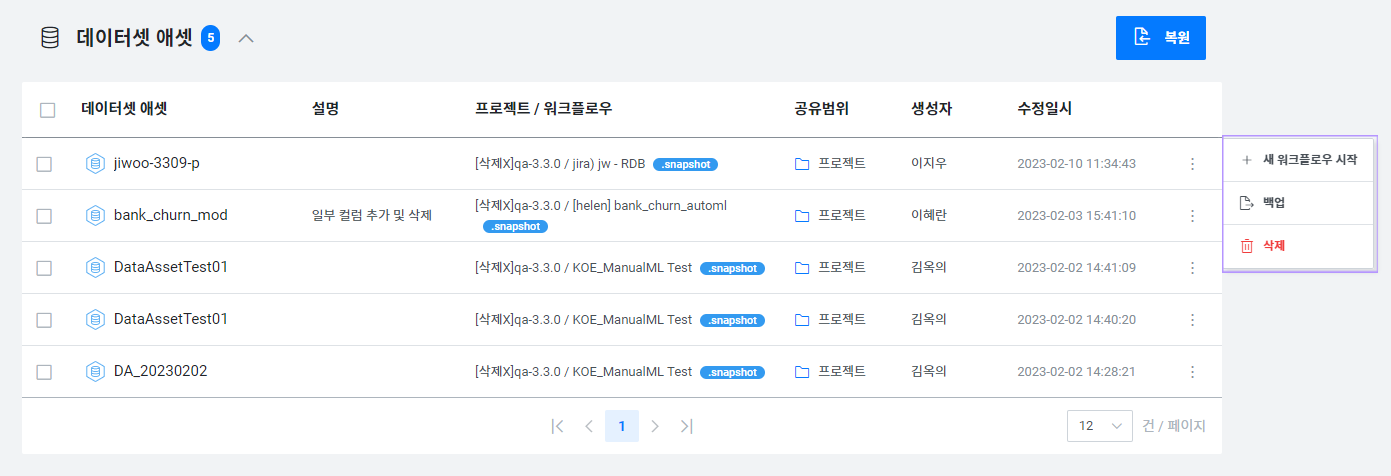 데이터셋 애셋 5
복원
데이터셋 애셋 설명 프로젝트 / 워크플로우 공유범위 생성자 수정일시
jiwoo-3309-p [삭제X]qa-3.3.0 / jira) jw - RDB .snapshot 프로젝트 이지우 2023-02-10 11:34:43
bank_churn_mod 일부 컬럼 추가 및 삭제 [삭제X]qa-3.3.0 / [helen] bank_churn_automl
.snapshot 프로젝트 이혜란 2023-02-03 15:41:10
DataAssetTest01 [삭제X]qa-3.3.0 / KOE_ManualML Test .snapshot 프로젝트 김옥의 2023-02-02 14:41:09
DataAssetTest01 [삭제X]qa-3.3.0 / KOE_ManualML Test .snapshot 프로젝트 김옥의 2023-02-02 14:40:20
DA_20230202 [삭제X]qa-3.3.0 / KOE_ManualML Test .snapshot 프로젝트 김옥의 2023-02-02 14:28:21
1
12 건 / 페이지
새 워크플로우 시작
백업
삭제